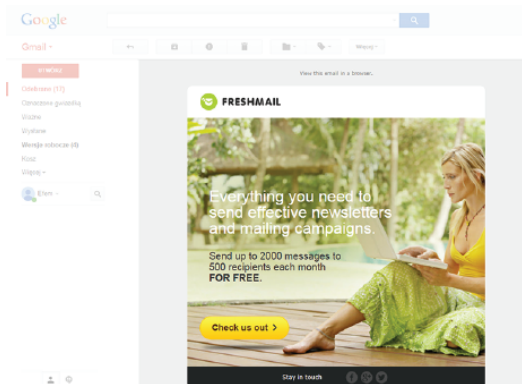 Google
Gmail
Więcej
View this email in a browser.
Odebrane (17)
Oznaczone gwiazdką
Ważne
Wysłane
Wersje robocze (4)
Kosz
Więcej
FRESHMAIL
Everything you need to
send effective newsletters
and mailing campaigns.
Send up to 2000 messages to
500 recipients each month
FOR FREE.
Check us out >
Stay in touch